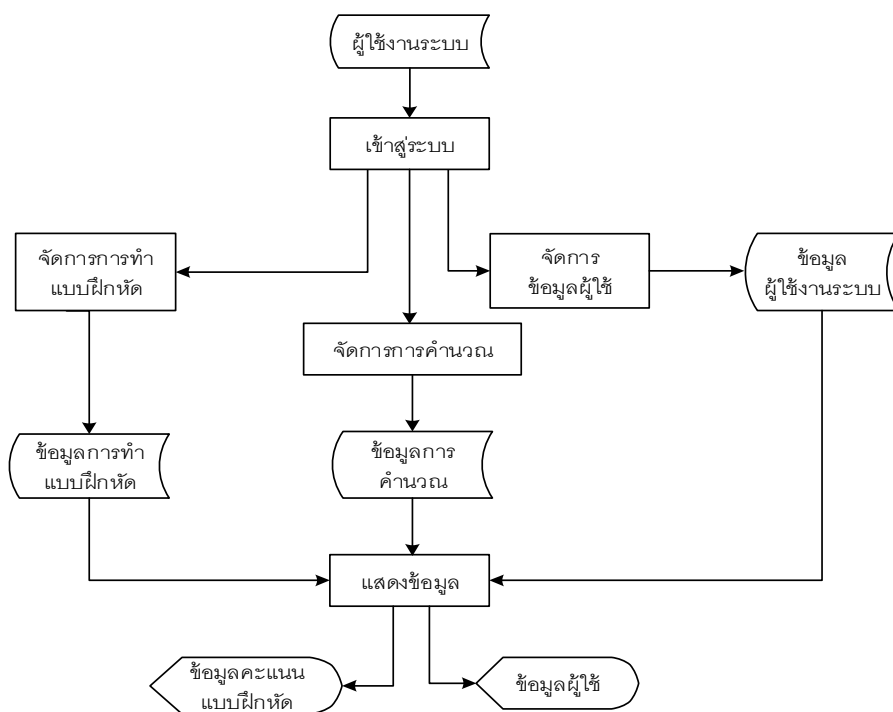 ผู้ใช้งานระบบ
เข้าสู่ระบบ
จัดการการทำ
แบบฝึกหัด
จัดการ
ข้อมูลผู้ใช้
ข้อมูล
ผู้ใช้งานระบบ
จัดการการคำนวณ
ข้อมูลการทำ
แบบฝึกหัด
ข้อมูลการ
คำนวณ
แสดงข้อมูล
ข้อมูลคะแนน
แบบฝึกหัด
ข้อมูลผู้ใช้